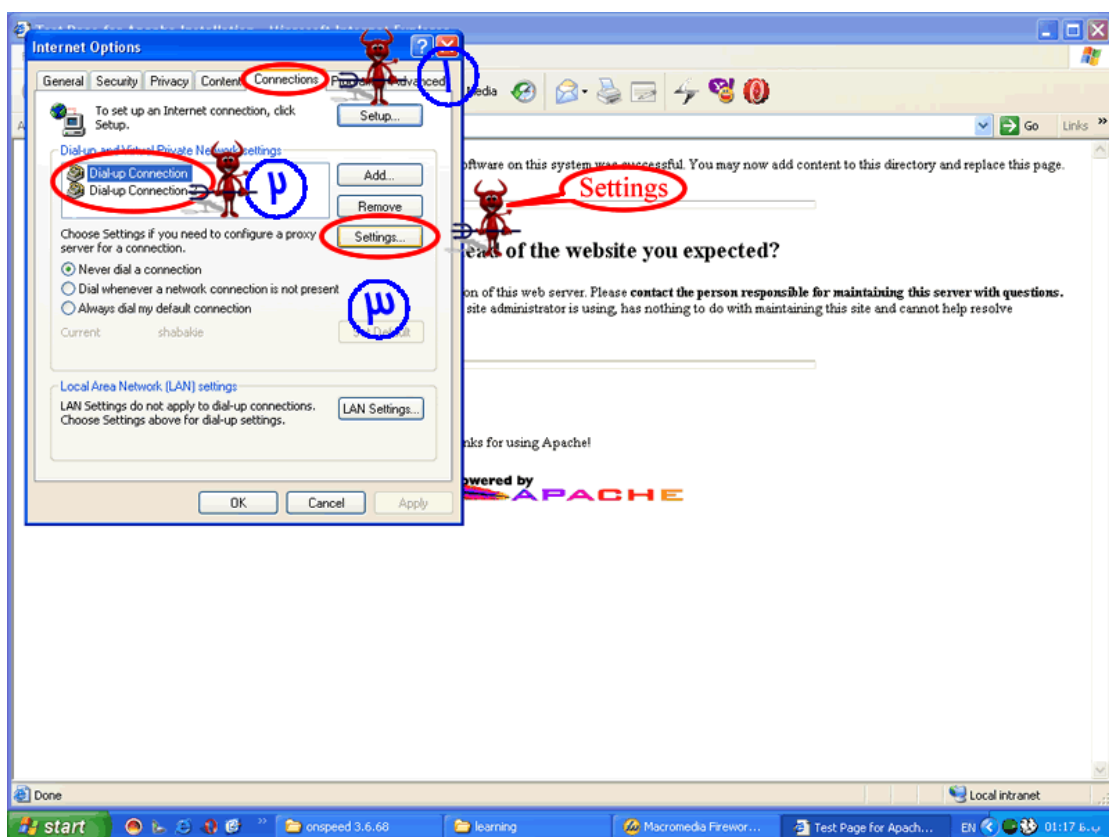 Internet Options
General Security Privacy Content Connections Advanced
To set up an Internet connection, click
Setup.
Setup...
Dial-up and Virtual Private Network settings
Dial-up Connection
Dial-up Connection
Add...
Remove
Choose Settings if you need to configure a proxy
server for a connection.
Settings...
Never dial a connection
Dial whenever a network connection is not present
Always dial my default connection
Current shabakie
Set Default
Local Area Network (LAN) settings
LAN Settings do not apply to dial-up connections.
Choose Settings above for dial-up settings.
LAN Settings...
OK Cancel Apply
۱
۲
۳
Settings
Go Links »
software on this system was successful. You may now add content to this directory and replace this page.
of the website you expected?
on of this web server. Please contact the person responsible for maintaining this server with questions.
site administrator is using, has nothing to do with maintaining this site and cannot help resolve
nks for using Apache!
owered by
APACHE
Done
Local intranet
start » onspeed 3.6.68 learning Macromedia Firewor... Test Page for Apach... EN 01:17 ق.ظ